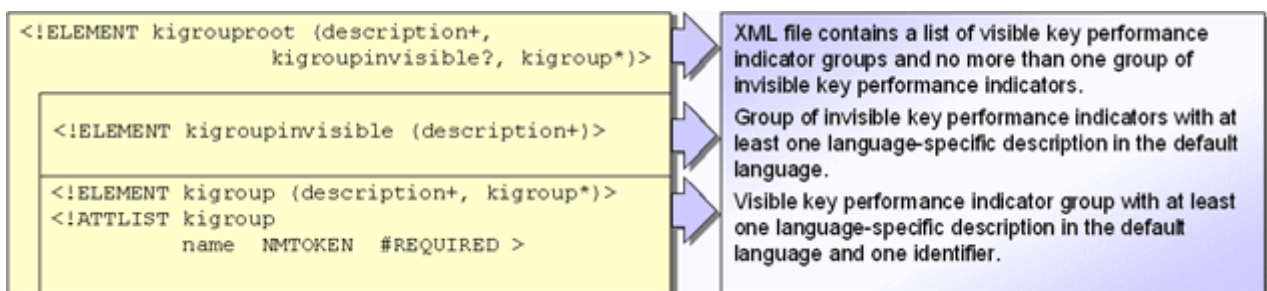 <!ELEMENT kigrouproot (description+,
kigroupinvisible?, kigroup*)>
<!ELEMENT kigroupinvisible (description+)>
<!ELEMENT kigroup (description+, kigroup*)>
<!ATTLIST kigroup
name NMTOKEN #REQUIRED >
XML file contains a list of visible key performance
indicator groups and no more than one group of
invisible key performance indicators.
Group of invisible key performance indicators with at
least one language-specific description in the default
language.
Visible key performance indicator group with at least
one language-specific description in the default
language and one identifier.